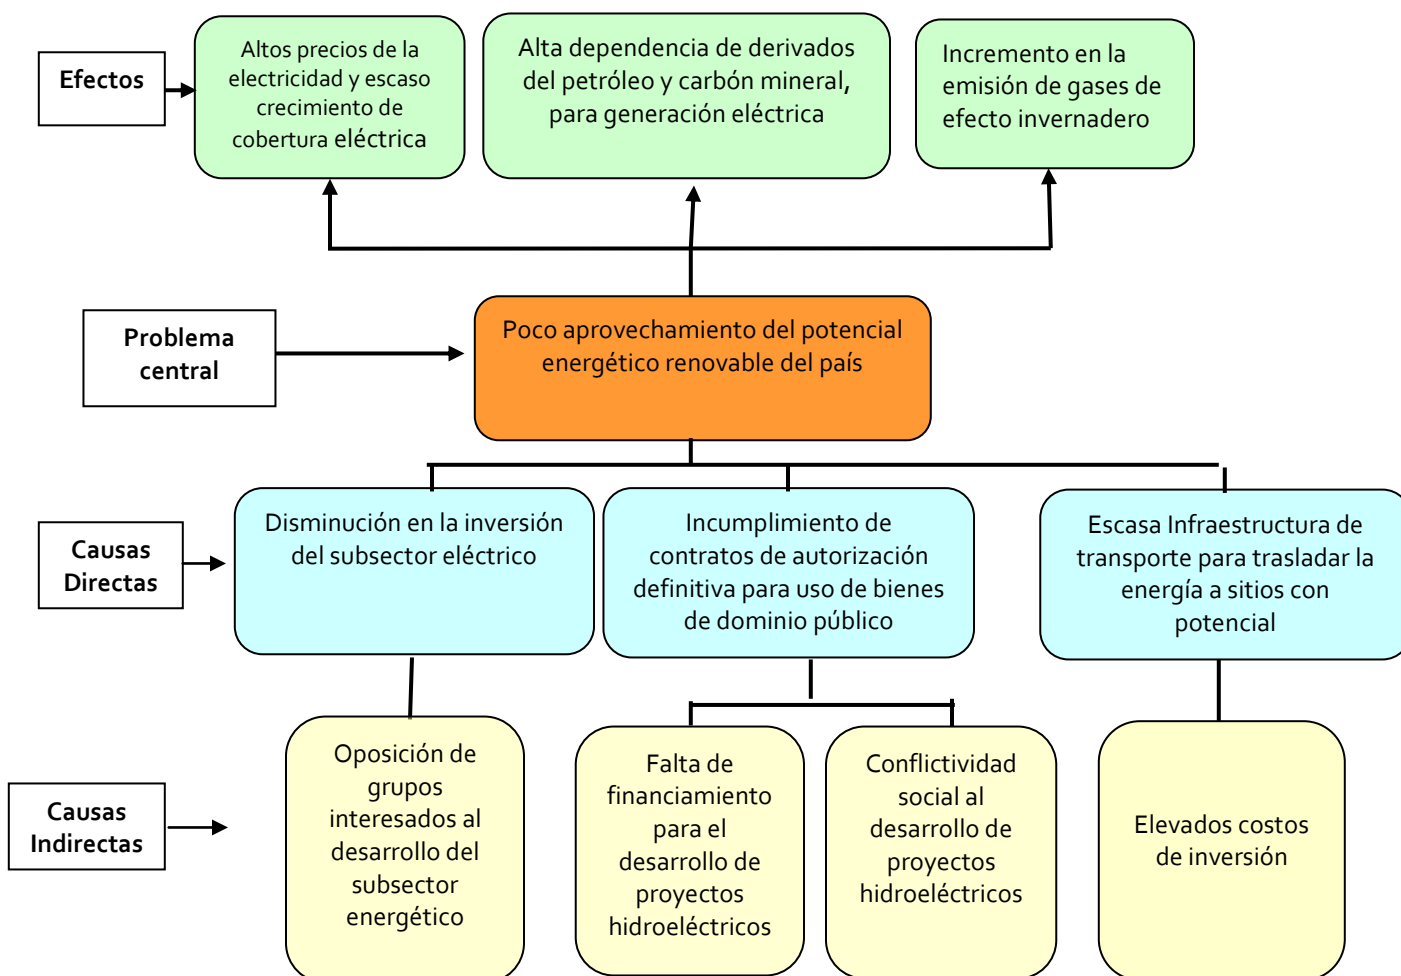 Efectos
Altos precios de la
electricidad y escaso
crecimiento de
cobertura eléctrica
Alta dependencia de derivados
del petróleo y carbón mineral,
para generación eléctrica
Incremento en la
emisión de gases de
efecto invernadero
Problema
central
Poco aprovechamiento del potencial
energético renovable del país
Causas
Directas
Disminución en la inversión
del subsector eléctrico
Incumplimiento de
contratos de autorización
definitiva para uso de bienes
de dominio público
Escasa Infraestructura de
transporte para trasladar la
energía a sitios con
potencial
Causas
Indirectas
Oposición de
grupos
interesados al
desarrollo del
subsector
energético
Falta de
financiamiento
para el
desarrollo de
proyectos
hidroeléctricos
Conflictividad
social al
desarrollo de
proyectos
hidroeléctricos
Elevados costos
de inversión